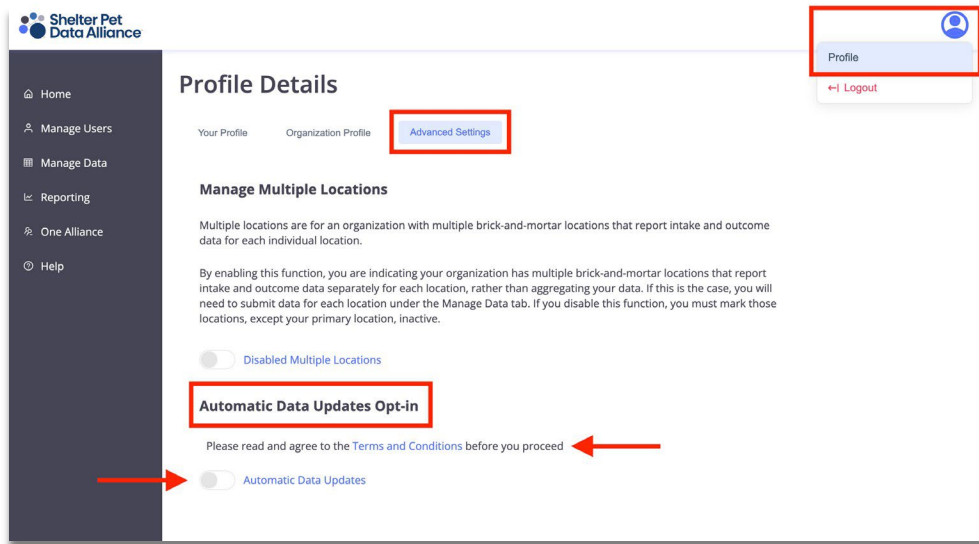 Shelter Pet
Data Alliance
Profile
Logout
Home
Manage Users
Manage Data
Reporting
One Alliance
Help
Profile Details
Your Profile
Organization Profile
Advanced Settings
Manage Multiple Locations
Multiple locations are for an organization with multiple brick-and-mortar locations that report intake and outcome
data for each individual location.
By enabling this function, you are indicating your organization has multiple brick-and-mortar locations that report
intake and outcome data separately for each location, rather than aggregating your data. If this is the case, you will
need to submit data for each location under the Manage Data tab. If you disable this function, you must mark those
locations, except your primary location, inactive.
Disabled Multiple Locations
Automatic Data Updates Opt-in
Please read and agree to the Terms and Conditions before you proceed
Automatic Data Updates